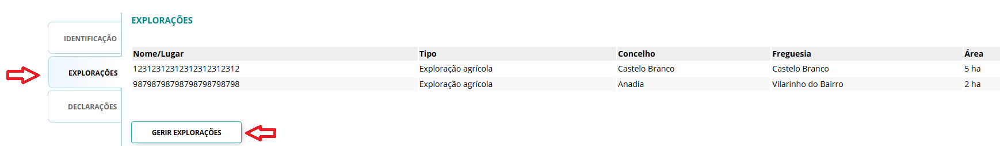 EXPLORAÇÕES
IDENTIFICAÇÃO
EXPLORAÇÕES
DECLARAÇÕES
Nome/Lugar Tipo Concelho Freguesia Área
12312312312312312312312 Exploração agrícola Castelo Branco Castelo Branco 5 ha
98798798798798798798798 Exploração agrícola Anadia Vilarinho do Bairro 2 ha
GERIR EXPLORAÇÕES